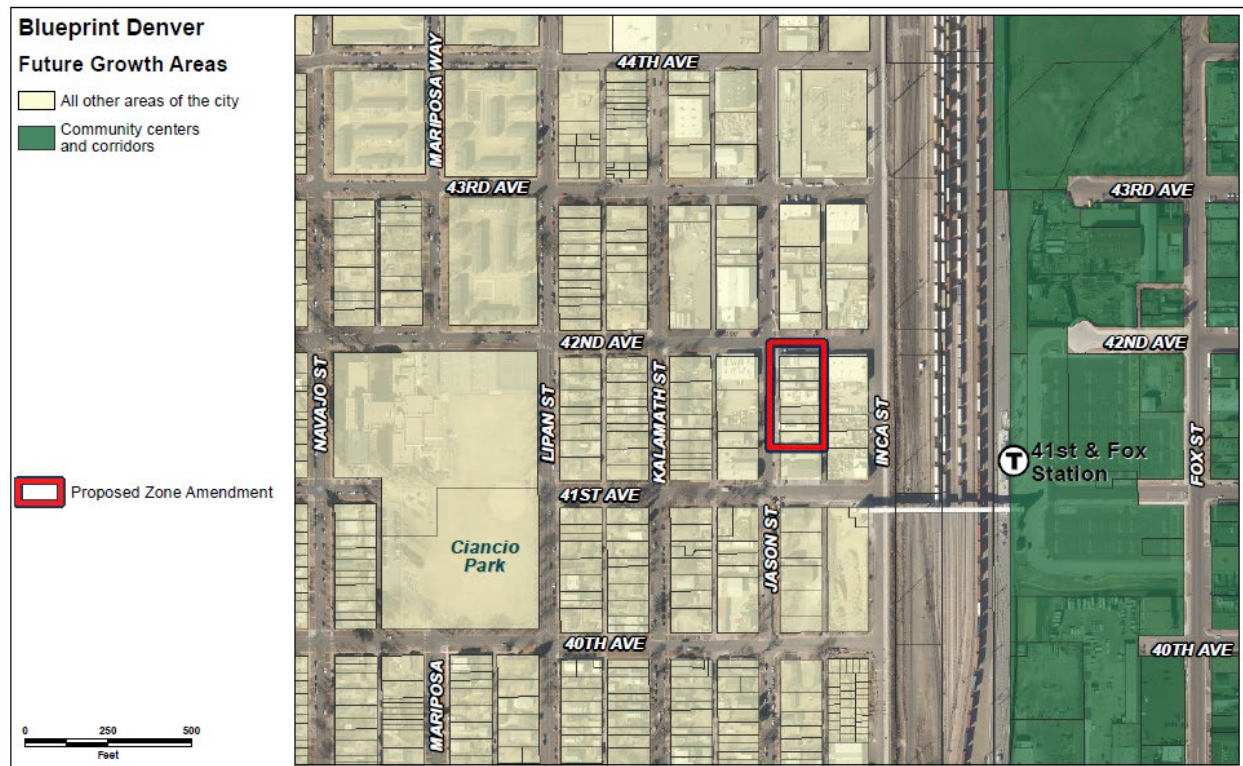 Blueprint Denver
Future Growth Areas
All other areas of the city
Community centers
and corridors
Proposed Zone Amendment
0 250 500
Feet
44TH AVE
MARIPOSA WAY
43RD AVE
43RD AVE
42ND AVE
42ND AVE
NAVAJO ST
LIPAN ST
KALAMATH ST
INCA ST
FOX ST
T
41st & Fox
Station
41ST AVE
JASON ST
Ciancio
Park
40TH AVE
40TH AVE
MARIPOSA